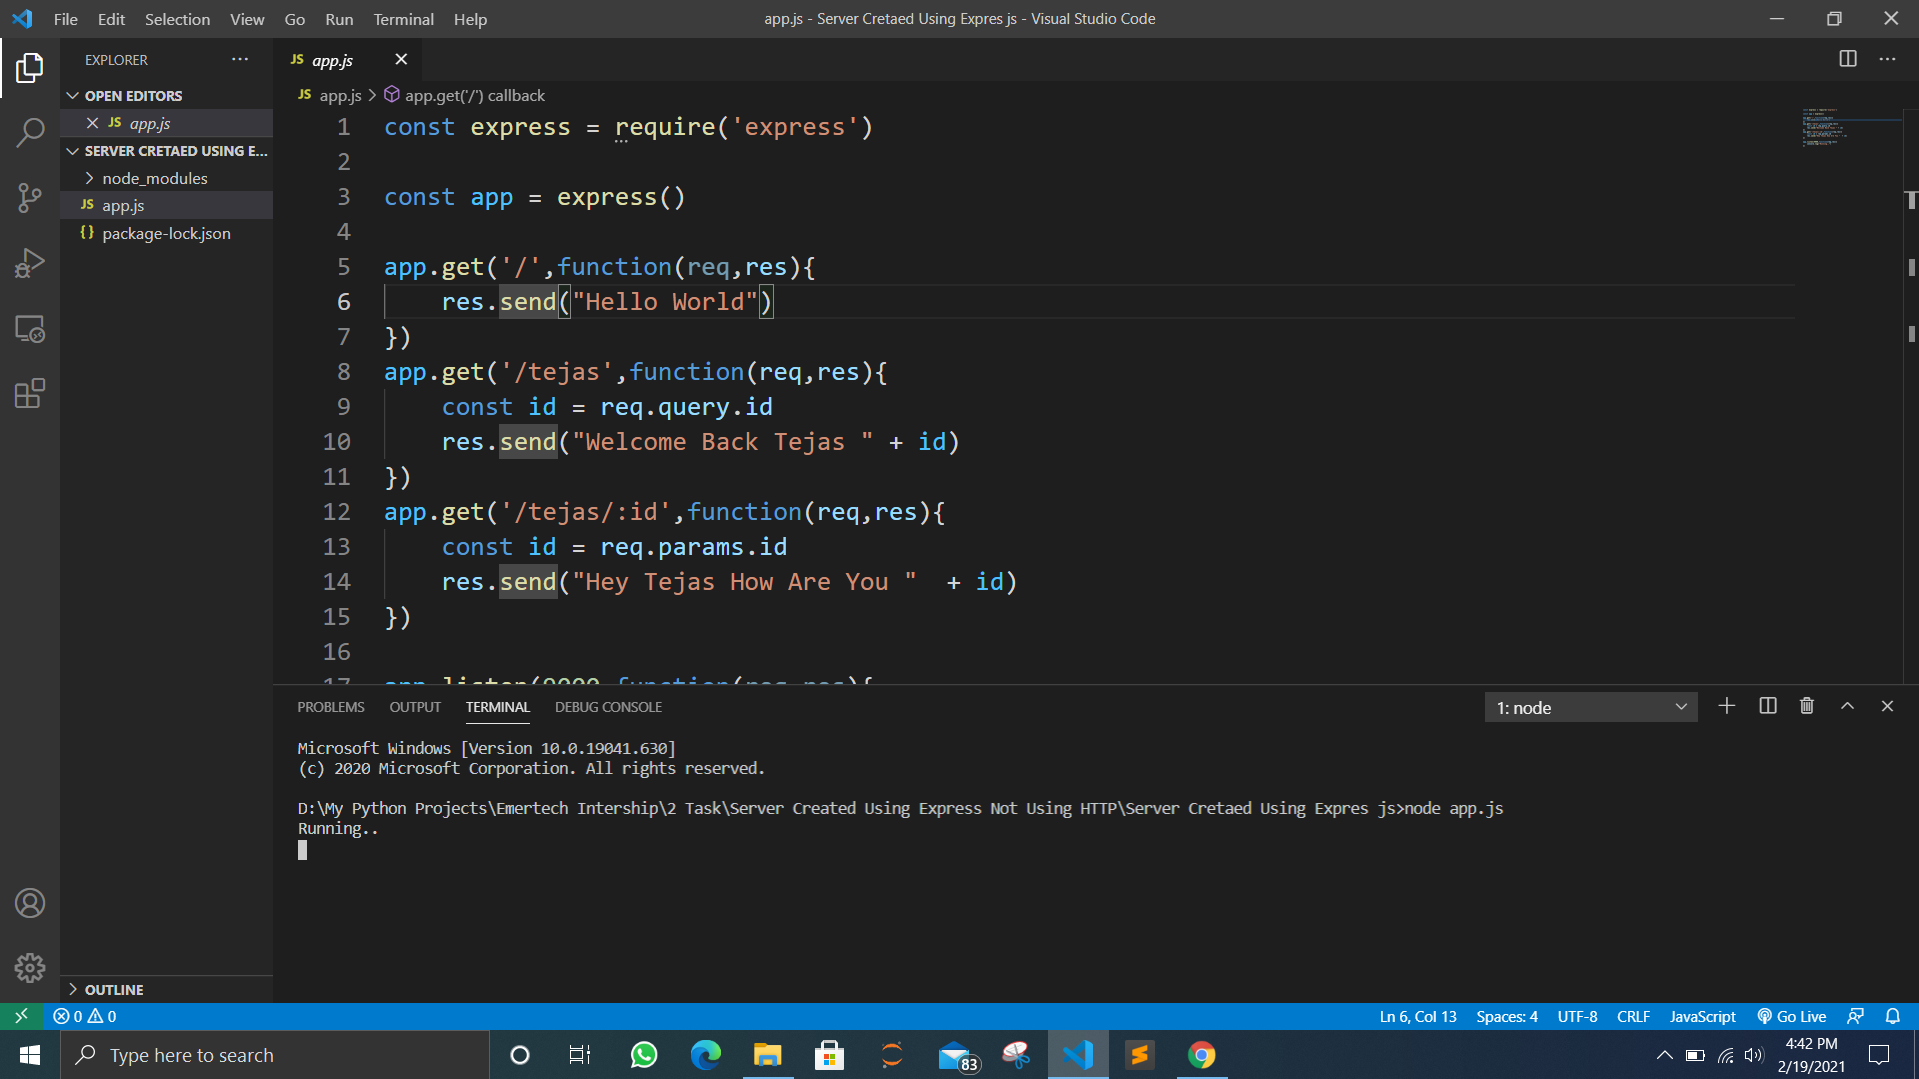 File Edit Selection View Go Run Terminal Help
app.js - Server Cretaed Using Expres js - Visual Studio Code
EXPLORER
OPEN EDITORS
JS app.js
SERVER CRETAED USING E...
node_modules
JS app.js
{} package-lock.json
OUTLINE
JS app.js
JS app.js > app.get('/') callback
1 const express = require('express')
2
3 const app = express()
4
5 app.get('/',function(req,res){
6 res.send("Hello World")
7 })
8 app.get('/tejas',function(req,res){
9 const id = req.query.id
10 res.send("Welcome Back Tejas " + id)
11 })
12 app.get('/tejas/:id',function(req,res){
13 const id = req.params.id
14 res.send("Hey Tejas How Are You "  + id)
15 })
16
17 app.listen(9000,function(req,res){
PROBLEMS OUTPUT TERMINAL DEBUG CONSOLE
1: node
Microsoft Windows [Version 10.0.19041.630]
(c) 2020 Microsoft Corporation. All rights reserved.
D:\My Python Projects\Emertech Intership\2 Task\Server Created Using Express Not Using HTTP\Server Cretaed Using Expres js>node app.js
Running..
0 0
Ln 6, Col 13 Spaces: 4 UTF-8 CRLF JavaScript Go Live
Type here to search
83
4:42 PM
2/19/2021